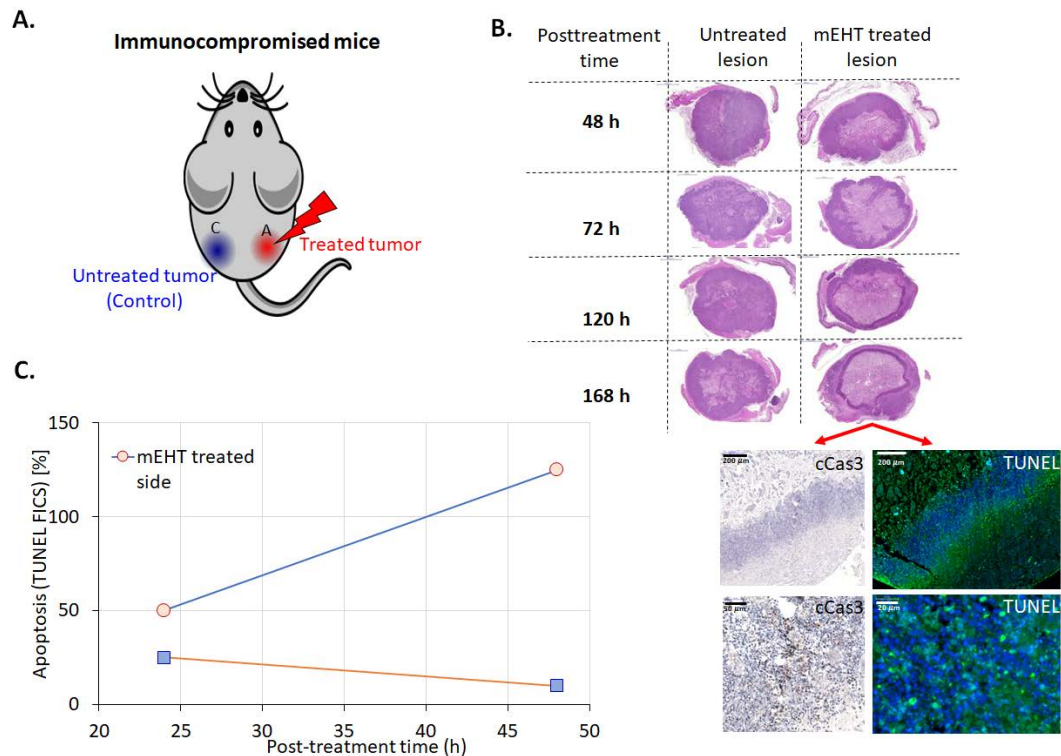 A.
Immunocompromised mice
C
A
Treated tumor
Untreated tumor
(Control)
B.
Posttreatment
time
Untreated
lesion
mEHT treated
lesion
48 h
72 h
120 h
168 h
cCas3
200 µm
TUNEL
200 µm
cCas3
50 µm
TUNEL
20 µm
C.
Apoptosis (TUNEL FICS) [%]
150
100
50
0
mEHT treated
side
20
25
30
35
40
45
50
Post-treatment time (h)